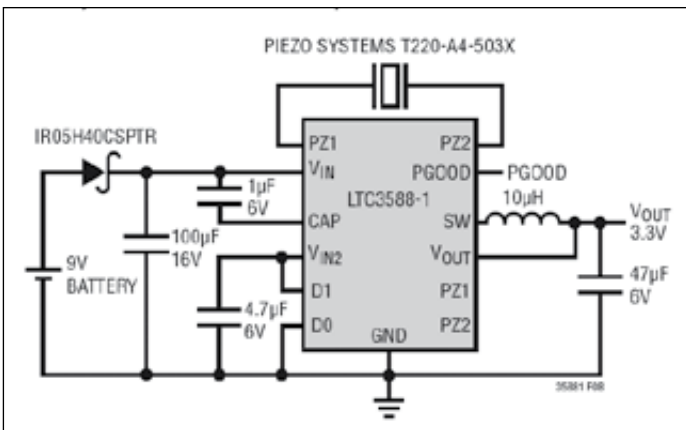 PIEZO SYSTEMS T220-A4-503X
IR05H40CSPTR
PZ1
PZ2
VIN
PGOOD
PGOOD
1µF
6V
LTC3588-1
10µH
CAP
SW
VOUT
3.3V
100µF
16V
VIN2
VOUT
9V
BATTERY
D1
PZ1
47µF
6V
4.7µF
6V
D0
PZ2
GND
35881 F08